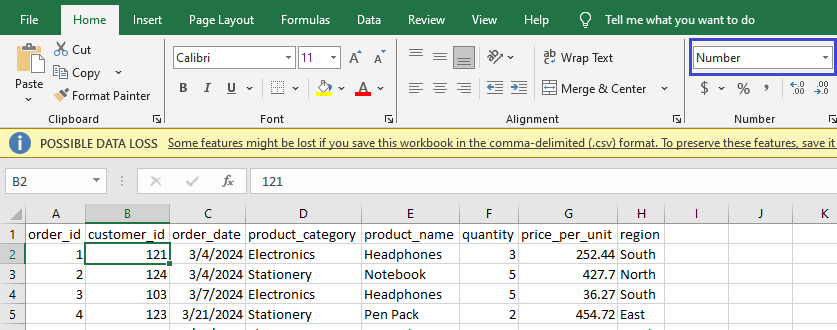 File Home Insert Page Layout Formulas Data Review View Help Tell me what you want to do
Cut
Copy
Format Painter
Paste
Clipboard
Calibri 11 A A
B I U A
Font
ab Wrap Text
Merge & Center
Alignment
Number
$ % , .00 .0 .00
Number
POSSIBLE DATA LOSS Some features might be lost if you save this workbook in the comma-delimited (.csv) format. To preserve these features, save it
B2 fx 121
A B C D E F G H I J K
1 order_id customer_id order_date product_category product_name quantity price_per_unit region
2 1 121 3/4/2024 Electronics Headphones 3 252.44 South
3 2 124 3/4/2024 Stationery Notebook 5 427.7 North
4 3 103 3/7/2024 Electronics Headphones 5 36.27 South
5 4 123 3/21/2024 Stationery Pen Pack 2 454.72 East